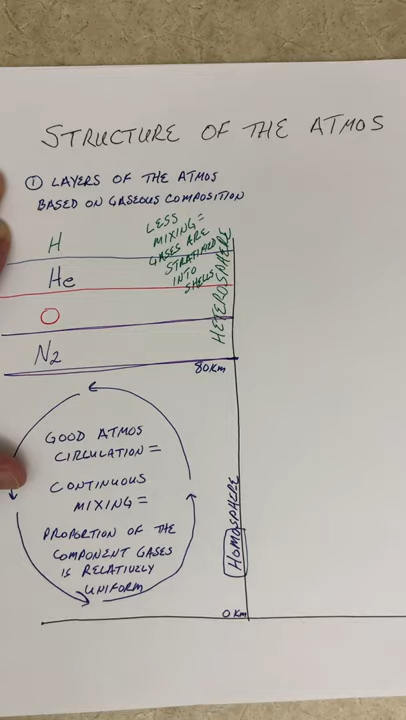 STRUCTURE OF THE ATMOS
① LAYERS OF THE ATMOS
BASED ON GASEOUS COMPOSITION
LESS
MIXING =
GASES ARE
STRATIFIED
INTO
SHELLS
H
He
O
N2
HETEROSPHERE
80KM
GOOD ATMOS
CIRCULATION =
CONTINUOUS
MIXING =
PROPORTION OF THE
COMPONENT GASES
IS RELATIVELY
UNIFORM
HOMOSPHERE
0 KM